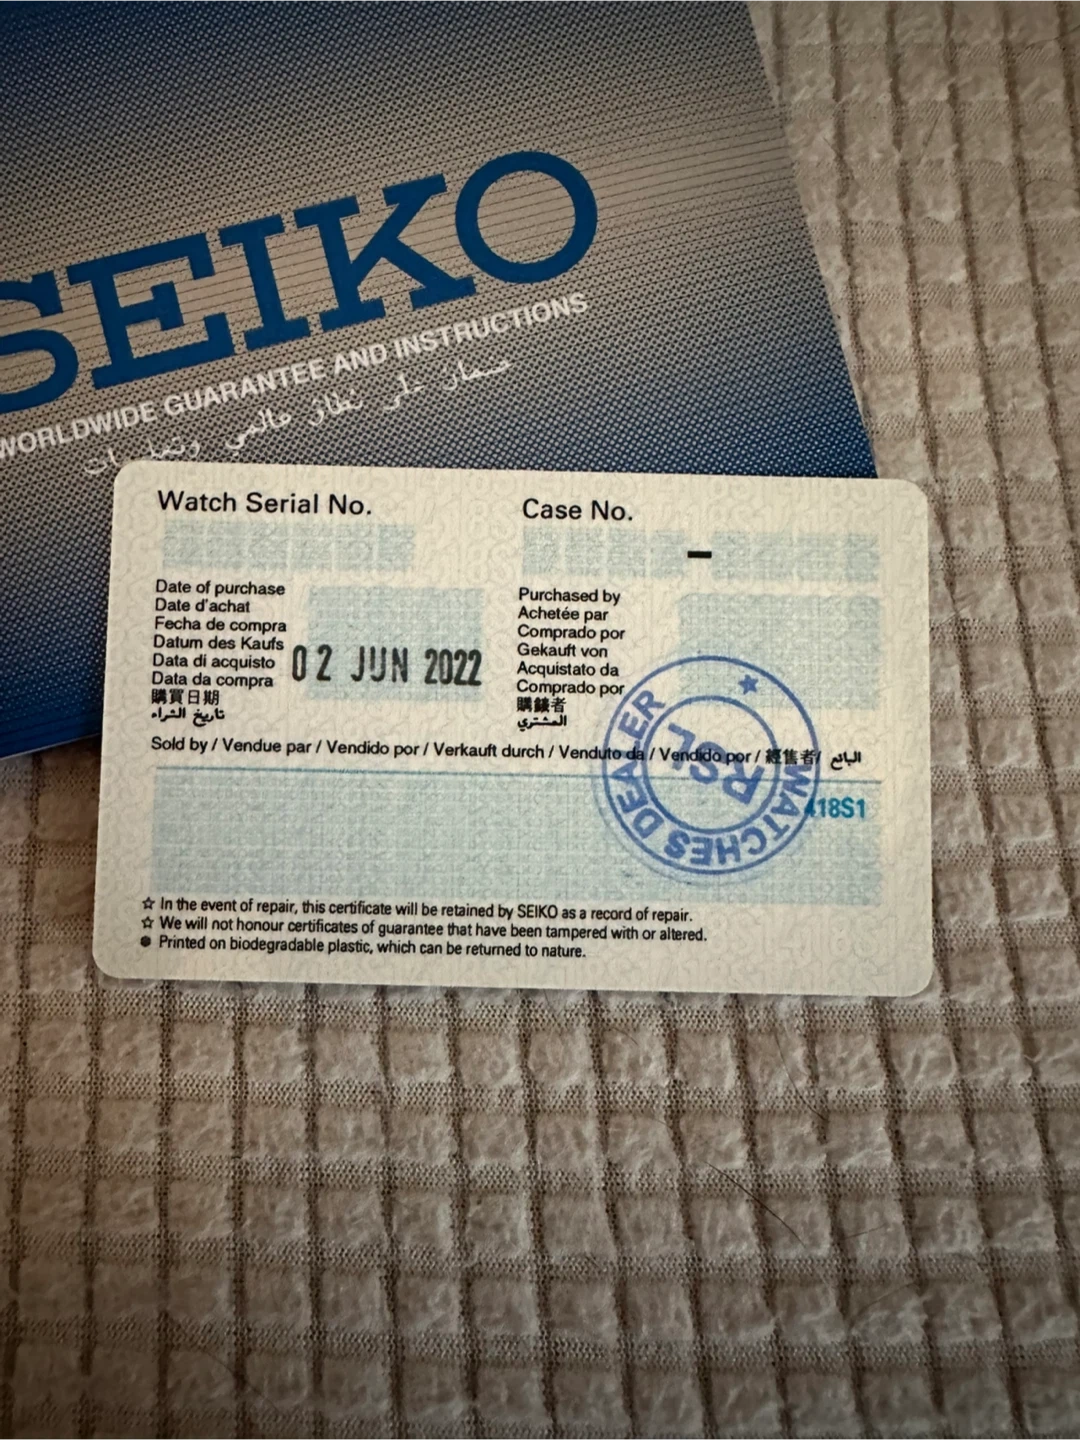 SEIKO
WORLDWIDE GUARANTEE AND INSTRUCTIONS
ضمان على نطاق عالمي وتعليمات
Watch Serial No.
Case No.
–
Date of purchase
Date d'achat
Fecha de compra
Datum des Kaufs
Data di acquisto
Data da compra
購買日期
تاريخ الشراء
02 JUN 2022
Purchased by
Achetée par
Comprado por
Gekauft von
Acquistato da
Comprado por
購錶者
المشتري
Sold by / Vendue par / Vendido por / Verkauft durch / Venduto da / Vendido por / 經售者/ البائع
WATCHES DEALER
RSL
418S1
☆ In the event of repair, this certificate will be retained by SEIKO as a record of repair.
☆ We will not honour certificates of guarantee that have been tampered with or altered.
● Printed on biodegradable plastic, which can be returned to nature.